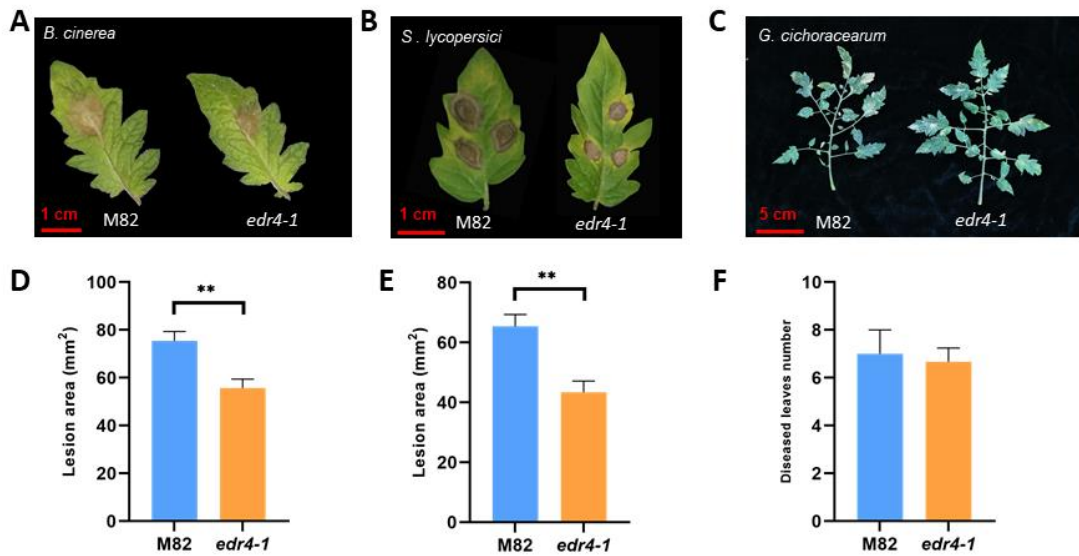 A
B. cinerea
1 cm
M82
edr4-1
B
S . lycopersici
1 cm
M82
edr4-1
C
G. cichoracearum
5 cm
M82
edr4-1
D
Lesion area (mm²)
100
80
60
40
20
0
**
M82
edr4-1
E
Lesion area (mm²)
80
60
40
20
0
**
M82
edr4-1
F
Diseased leaves number
10
8
6
4
2
0
M82
edr4-1